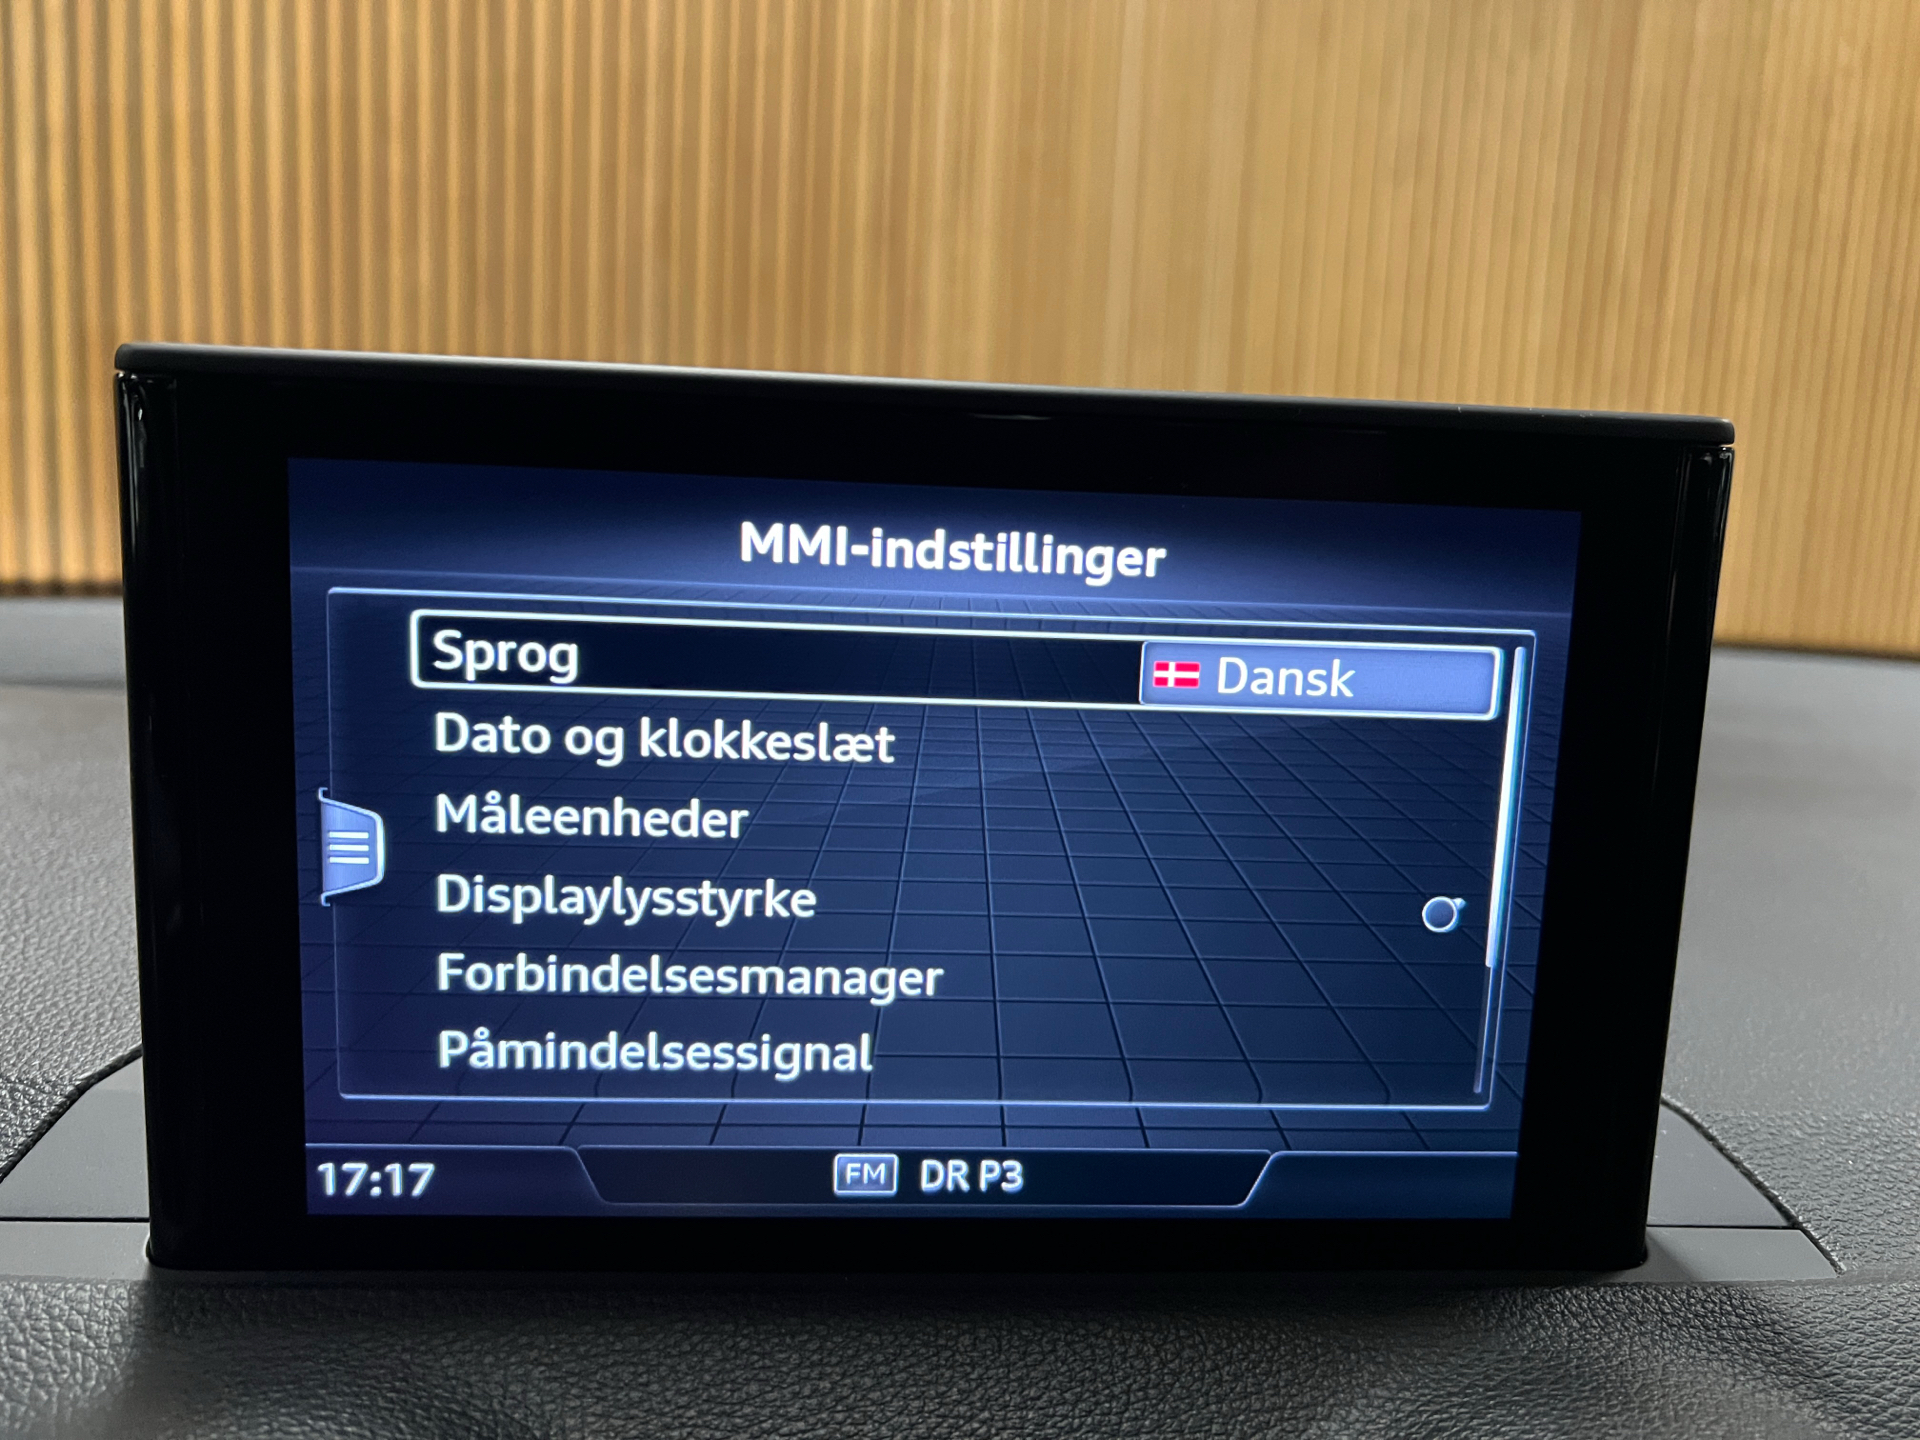 MMI-indstillinger
Sprog Dansk
Dato og klokkeslæt
Måleenheder
Displaylysstyrke
Forbindelsesmanager
Påmindelsessignal
17:17 FM DR P3